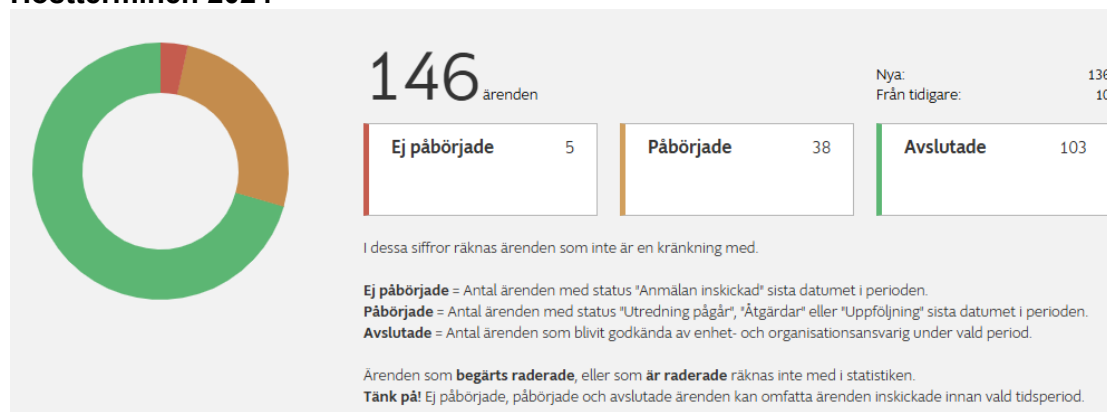 Höstterminen 2024
146 ärenden
Nya: 136
Från tidigare: 10
Ej påbörjade 5
Påbörjade 38
Avslutade 103
I dessa siffror räknas ärenden som inte är en kränkning med.
Ej påbörjade = Antal ärenden med status "Anmälan inskickad" sista datumet i perioden.
Påbörjade = Antal ärenden med status "Utredning pågår", "Åtgärdar" eller "Uppföljning" sista datumet i perioden.
Avslutade = Antal ärenden som blivit godkända av enhet- och organisationsansvarig under vald period.
Ärenden som begärts raderade, eller som är raderade räknas inte med i statistiken.
Tänk på! Ej påbörjade, påbörjade och avslutade ärenden kan omfatta ärenden inskickade innan vald tidsperiod.